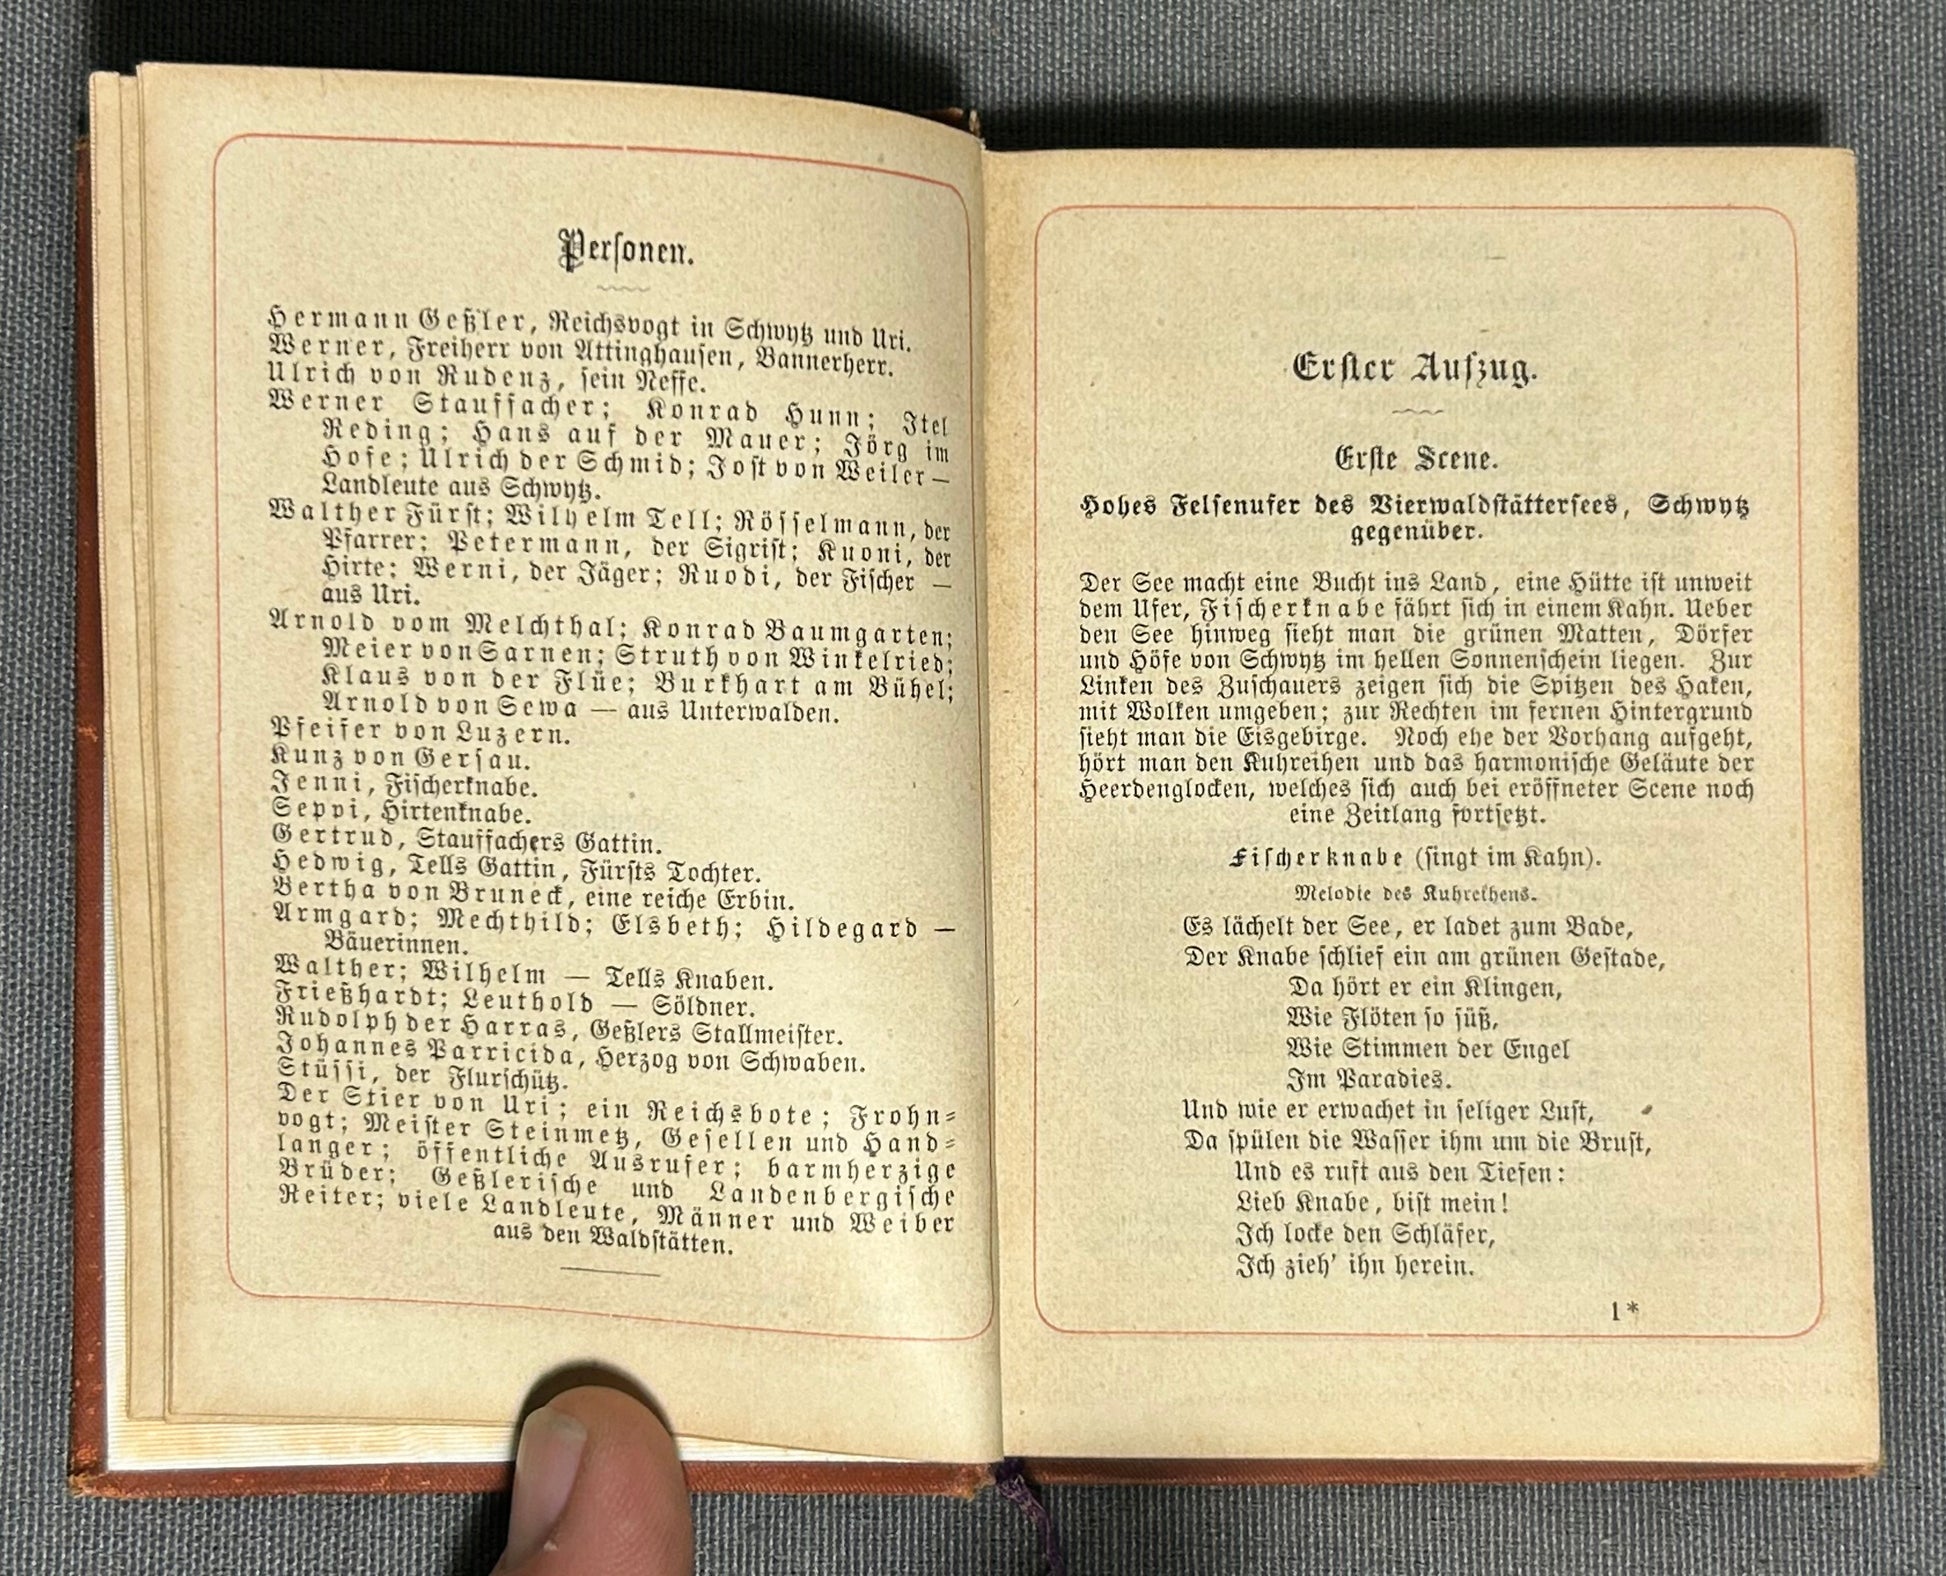 Personen.
Hermann Geßler, Reichsvogt in Schwytz und Uri.
Werner, Freiherr von Attinghausen, Bannerherr.
Ulrich von Rudenz, sein Neffe.
Werner Stauffacher; Konrad Hunn; Itel
Reding; Hans auf der Mauer; Jörg im
Hofe; Ulrich der Schmid; Jost von Weiler —
Landleute aus Schwytz.
Walther Fürst; Wilhelm Tell; Rösselmann, der
Pfarrer; Petermann, der Sigrist; Kuoni, der
Hirte; Werni, der Jäger; Ruodi, der Fischer —
aus Uri.
Arnold vom Melchthal; Konrad Baumgarten;
Meier von Sarnen; Struth von Winkelried;
Klaus von der Flüe; Burkhart am Bühel;
Arnold von Sewa — aus Unterwalden.
Pfeifer von Luzern.
Kunz von Gersau.
Jenni, Fischerknabe.
Seppi, Hirtenknabe.
Gertrud, Stauffachers Gattin.
Hedwig, Tells Gattin, Fürsts Tochter.
Bertha von Bruneck, eine reiche Erbin.
Armgard; Mechthild; Elsbeth; Hildegard —
Bäuerinnen.
Walther; Wilhelm — Tells Knaben.
Frießhardt; Leuthold — Söldner.
Rudolph der Harras, Geßlers Stallmeister.
Johannes Parricida, Herzog von Schwaben.
Stüssi, der Flurschütz.
Der Stier von Uri; ein Reichsbote; Frohn-
vogt; Meister Steinmetz, Gesellen und Hand-
langer; öffentliche Ausrufer; barmherzige
Brüder; Geßlerische und Landenbergische
Reiter; viele Landleute, Männer und Weiber
aus den Waldstätten.
Erster Aufzug.
Erste Scene.
Hohes Felsenufer des Vierwaldstättersees, Schwytz
gegenüber.
Der See macht eine Bucht ins Land, eine Hütte ist unweit
dem Ufer, Fischerknabe fährt sich in einem Kahn. Ueber
den See hinweg sieht man die grünen Matten, Dörfer
und Höfe von Schwytz im hellen Sonnenschein liegen. Zur
Linken des Zuschauers zeigen sich die Spitzen des Haken,
mit Wolken umgeben; zur Rechten im fernen Hintergrund
sieht man die Eisgebirge. Noch ehe der Vorhang aufgeht,
hört man den Kuhreihen und das harmonische Geläute der
Heerdenglocken, welches sich auch bei eröffneter Scene noch
eine Zeitlang fortsetzt.
Fischerknabe (singt im Kahn).
Melodie des Kuhreihens.
Es lächelt der See, er ladet zum Bade,
Der Knabe schlief ein am grünen Gestade,
Da hört er ein Klingen,
Wie Flöten so süß,
Wie Stimmen der Engel
Im Paradies.
Und wie er erwachet in seliger Lust,
Da spülen die Wasser ihm um die Brust,
Und es ruft aus den Tiefen:
Lieb Knabe, bist mein!
Ich locke den Schläfer,
Ich zieh' ihn herein.
1*